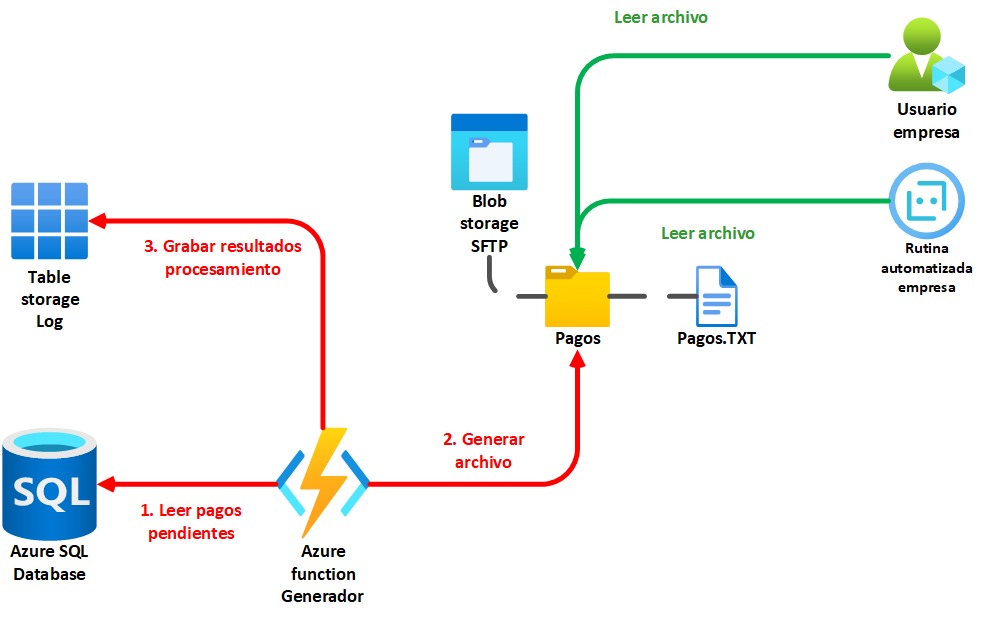 Leer archivo
Usuario
empresa
Blob
storage
SFTP
Leer archivo
Rutina
automatizada
empresa
3. Grabar resultados
procesamiento
Table
storage
Log
Pagos
Pagos.TXT
2. Generar
archivo
SQL
1. Leer pagos
pendientes
Azure SQL
Database
Azure
function
Generador